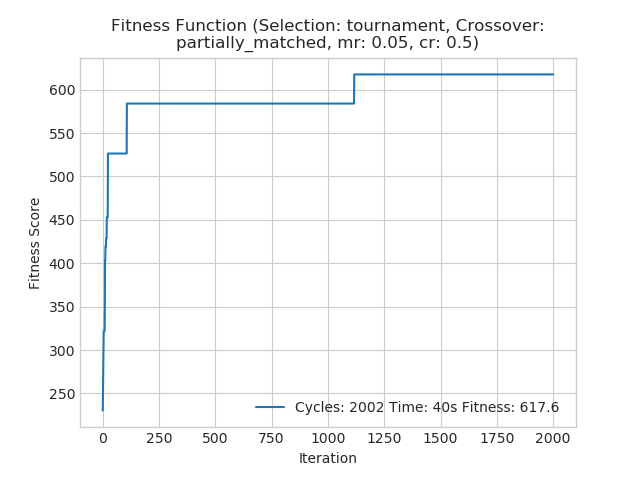 Fitness Function (Selection: tournament, Crossover:
partially_matched, mr: 0.05, cr: 0.5)
600
550
500
450
400
350
300
250
Fitness Score
Cycles: 2002 Time: 40s Fitness: 617.6
0 250 500 750 1000 1250 1500 1750 2000
Iteration